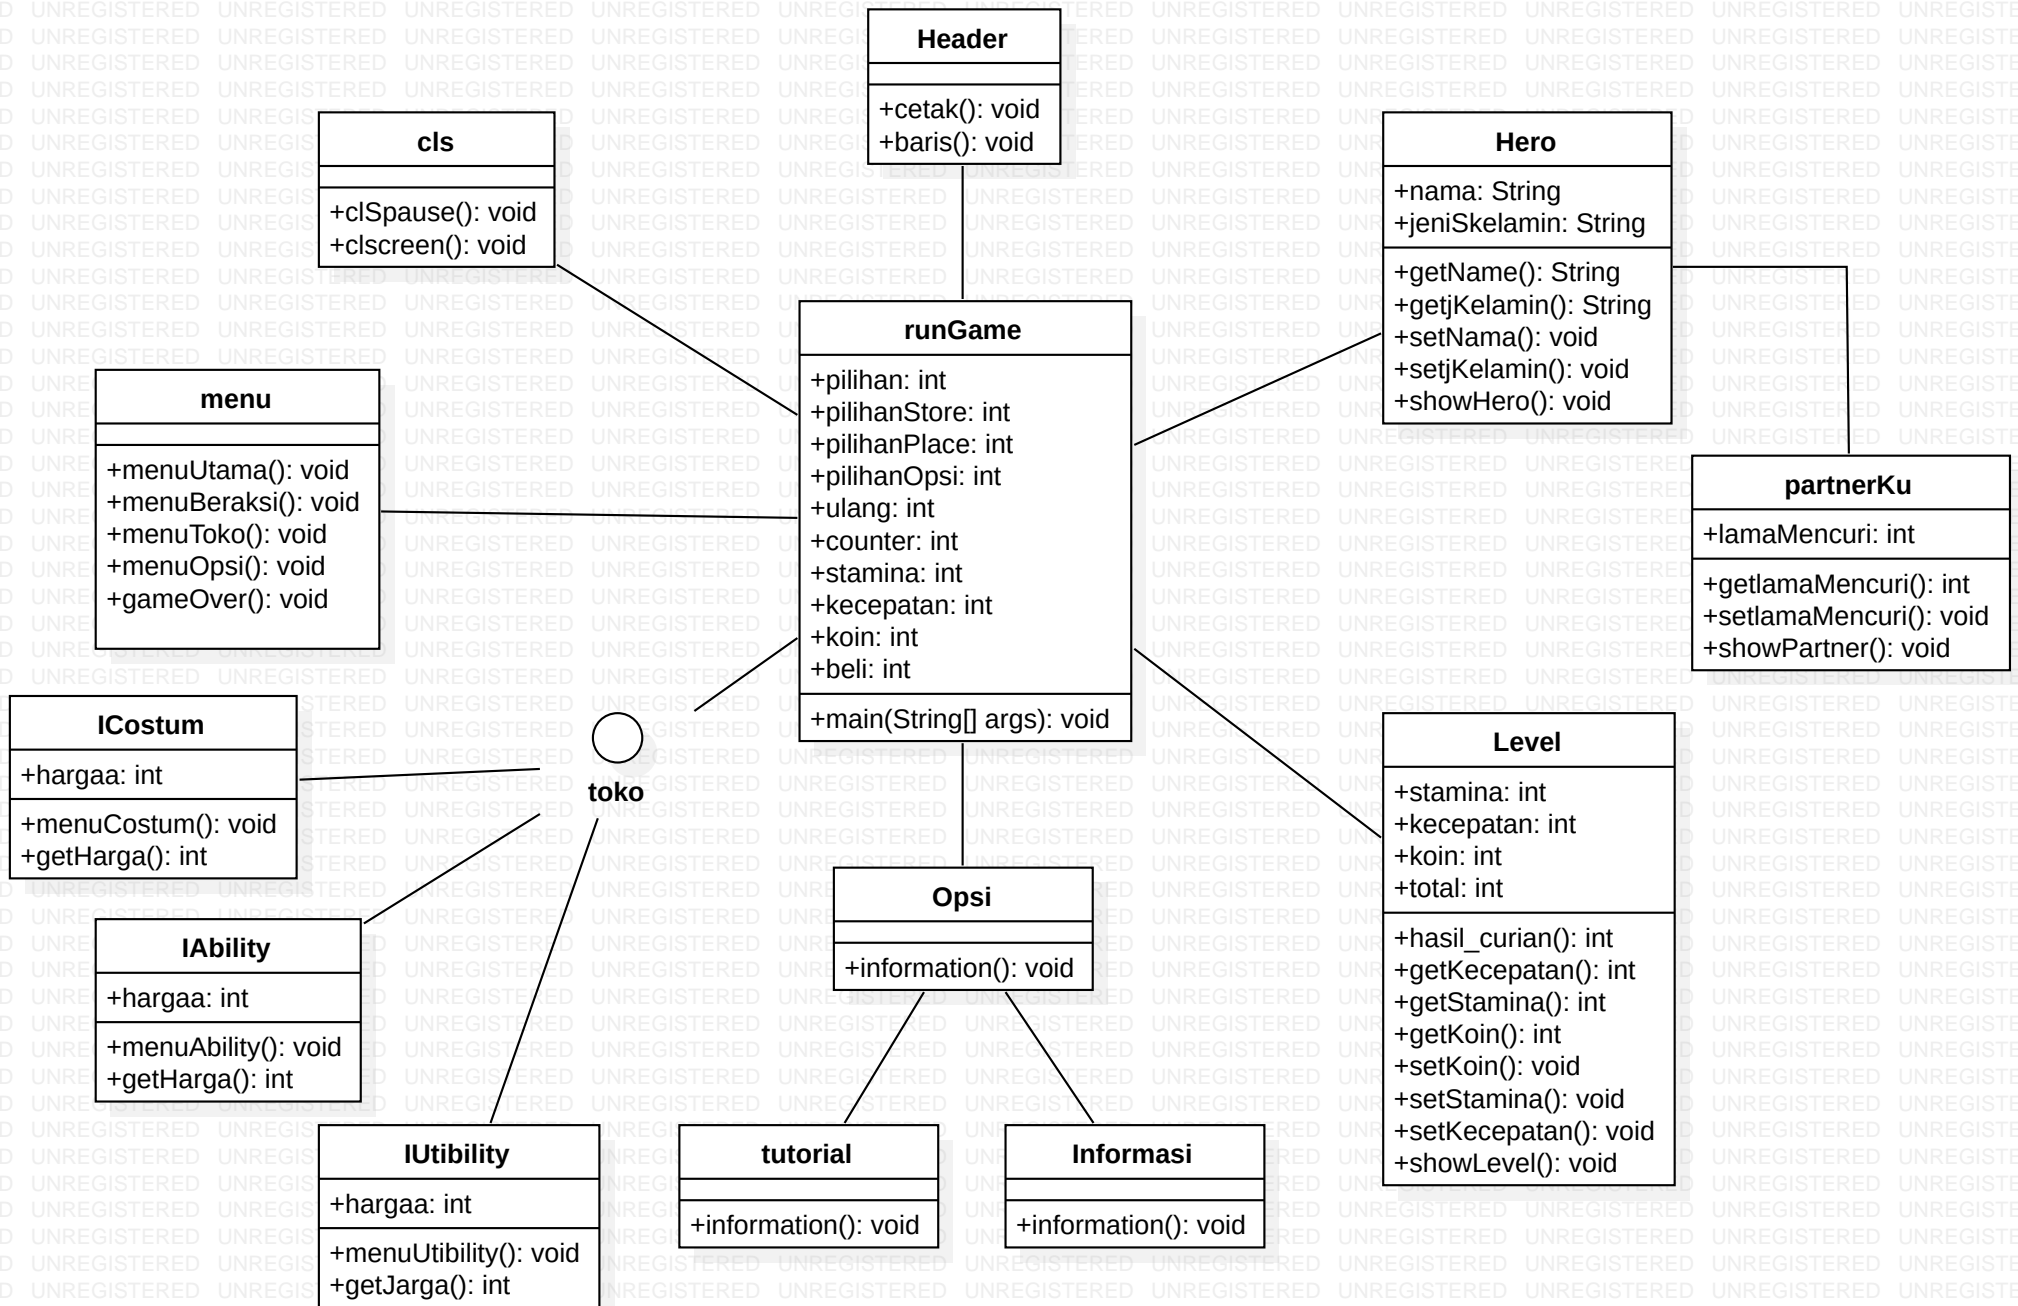 Header
+cetak(): void
+baris(): void
cls
+clSpause(): void
+clscreen(): void
Hero
+nama: String
+jeniSkelamin: String
+getName(): String
+getjKelamin(): String
+setNama(): void
+setjKelamin(): void
+showHero(): void
runGame
+pilihan: int
+pilihanStore: int
+pilihanPlace: int
+pilihanOpsi: int
+ulang: int
+counter: int
+stamina: int
+kecepatan: int
+koin: int
+beli: int
+main(String[] args): void
menu
+menuUtama(): void
+menuBeraksi(): void
+menuToko(): void
+menuOpsi(): void
+gameOver(): void
partnerKu
+lamaMencuri: int
+getlamaMencuri(): int
+setlamaMencuri(): void
+showPartner(): void
ICostum
+hargaa: int
+menuCostum(): void
+getHarga(): int
toko
Level
+stamina: int
+kecepatan: int
+koin: int
+total: int
+hasil_curian(): int
+getKecepatan(): int
+getStamina(): int
+getKoin(): int
+setKoin(): void
+setStamina(): void
+setKecepatan(): void
+showLevel(): void
Opsi
+information(): void
IAbility
+hargaa: int
+menuAbility(): void
+getHarga(): int
IUtibility
+hargaa: int
+menuUtibility(): void
+getJarga(): int
tutorial
+information(): void
Informasi
+information(): void